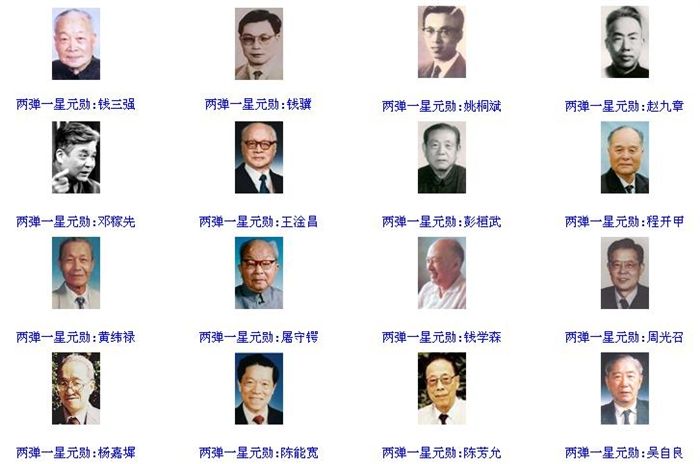 两弹一星元勋:钱三强
两弹一星元勋:钱骥
两弹一星元勋:姚桐斌
两弹一星元勋:赵九章
两弹一星元勋:邓稼先
两弹一星元勋:王淦昌
两弹一星元勋:彭桓武
两弹一星元勋:程开甲
两弹一星元勋:黄纬禄
两弹一星元勋:屠守锷
两弹一星元勋:钱学森
两弹一星元勋:周光召
两弹一星元勋:杨嘉墀
两弹一星元勋:陈能宽
两弹一星元勋:陈芳允
两弹一星元勋:吴自良